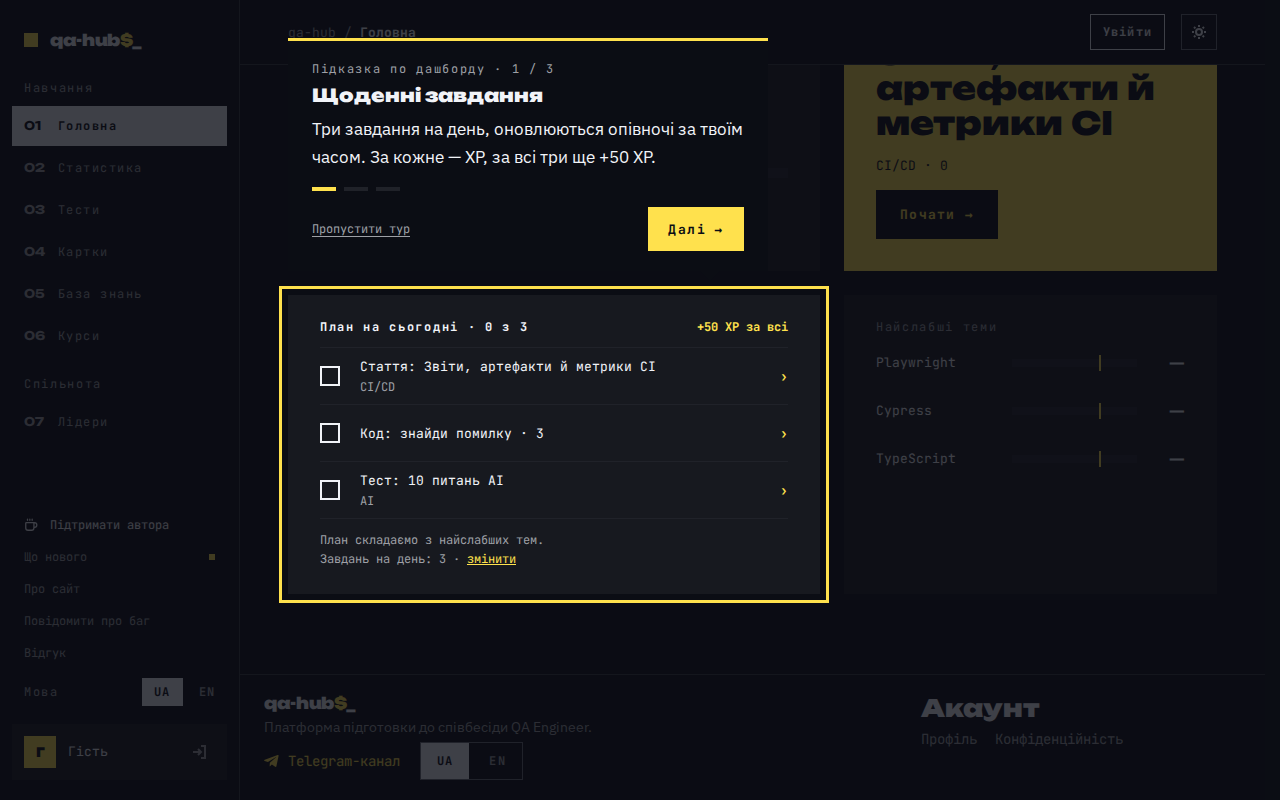 qa-hub$_
Навчання
01 Головна
02 Статистика
03 Тести
04 Картки
05 База знань
06 Курси
Спільнота
07 Лідери
Підтримати автора
Що нового
Про сайт
Повідомити про баг
Відгук
Мова UA EN
Г Гість
qa-hub / Головна
Увійти
Підказка по дашборду · 1 / 3
Щоденні завдання
Три завдання на день, оновлюються опівночі за твоїм
часом. За кожне — XP, за всі три ще +50 XP.
Пропустити тур
Далі →
артефакти й
метрики CI
CI/CD · 0
Почати →
План на сьогодні · 0 з 3
+50 XP за всі
Стаття: Звіти, артефакти й метрики CI
CI/CD
Код: знайди помилку · 3
Тест: 10 питань AI
AI
План складаємо з найслабших тем.
Завдань на день: 3 · змінити
Найслабші теми
Playwright —
Cypress —
TypeScript —
qa-hub$_
Платформа підготовки до співбесіди QA Engineer.
Telegram-канал UA EN
Акаунт
Профіль Конфіденційність